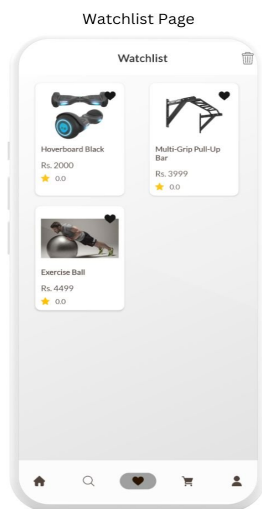 Watchlist Page
Watchlist
Hoverboard Black
Rs. 2000
0.0
Multi-Grip Pull-Up
Bar
Rs. 3999
0.0
Exercise Ball
Rs. 4499
0.0